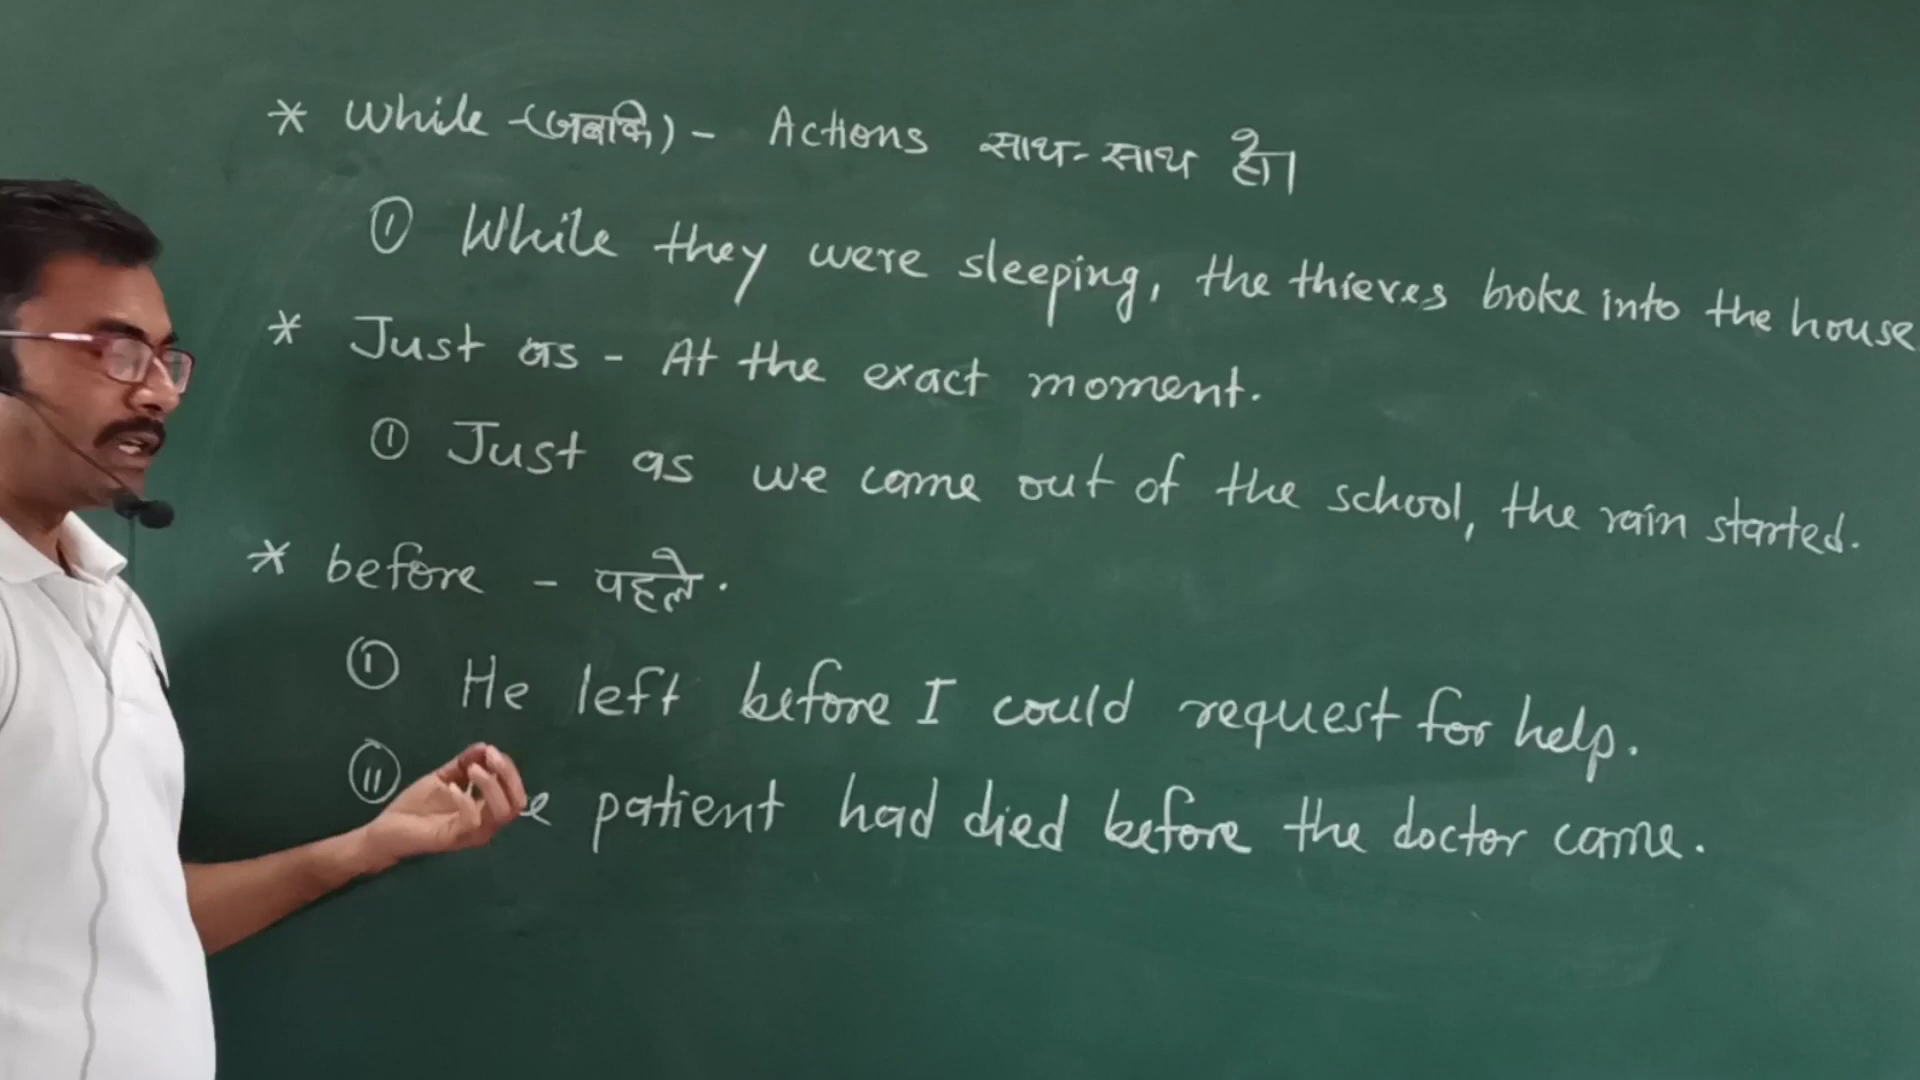 * While - (जबकि) - Actions साथ-साथ हो।
① While they were sleeping, the thieves broke into the house
* Just as - At the exact moment.
① Just as we came out of the school, the rain started.
* before - पहले.
① He left before I could request for help.
⑪ patient had died before the doctor came.